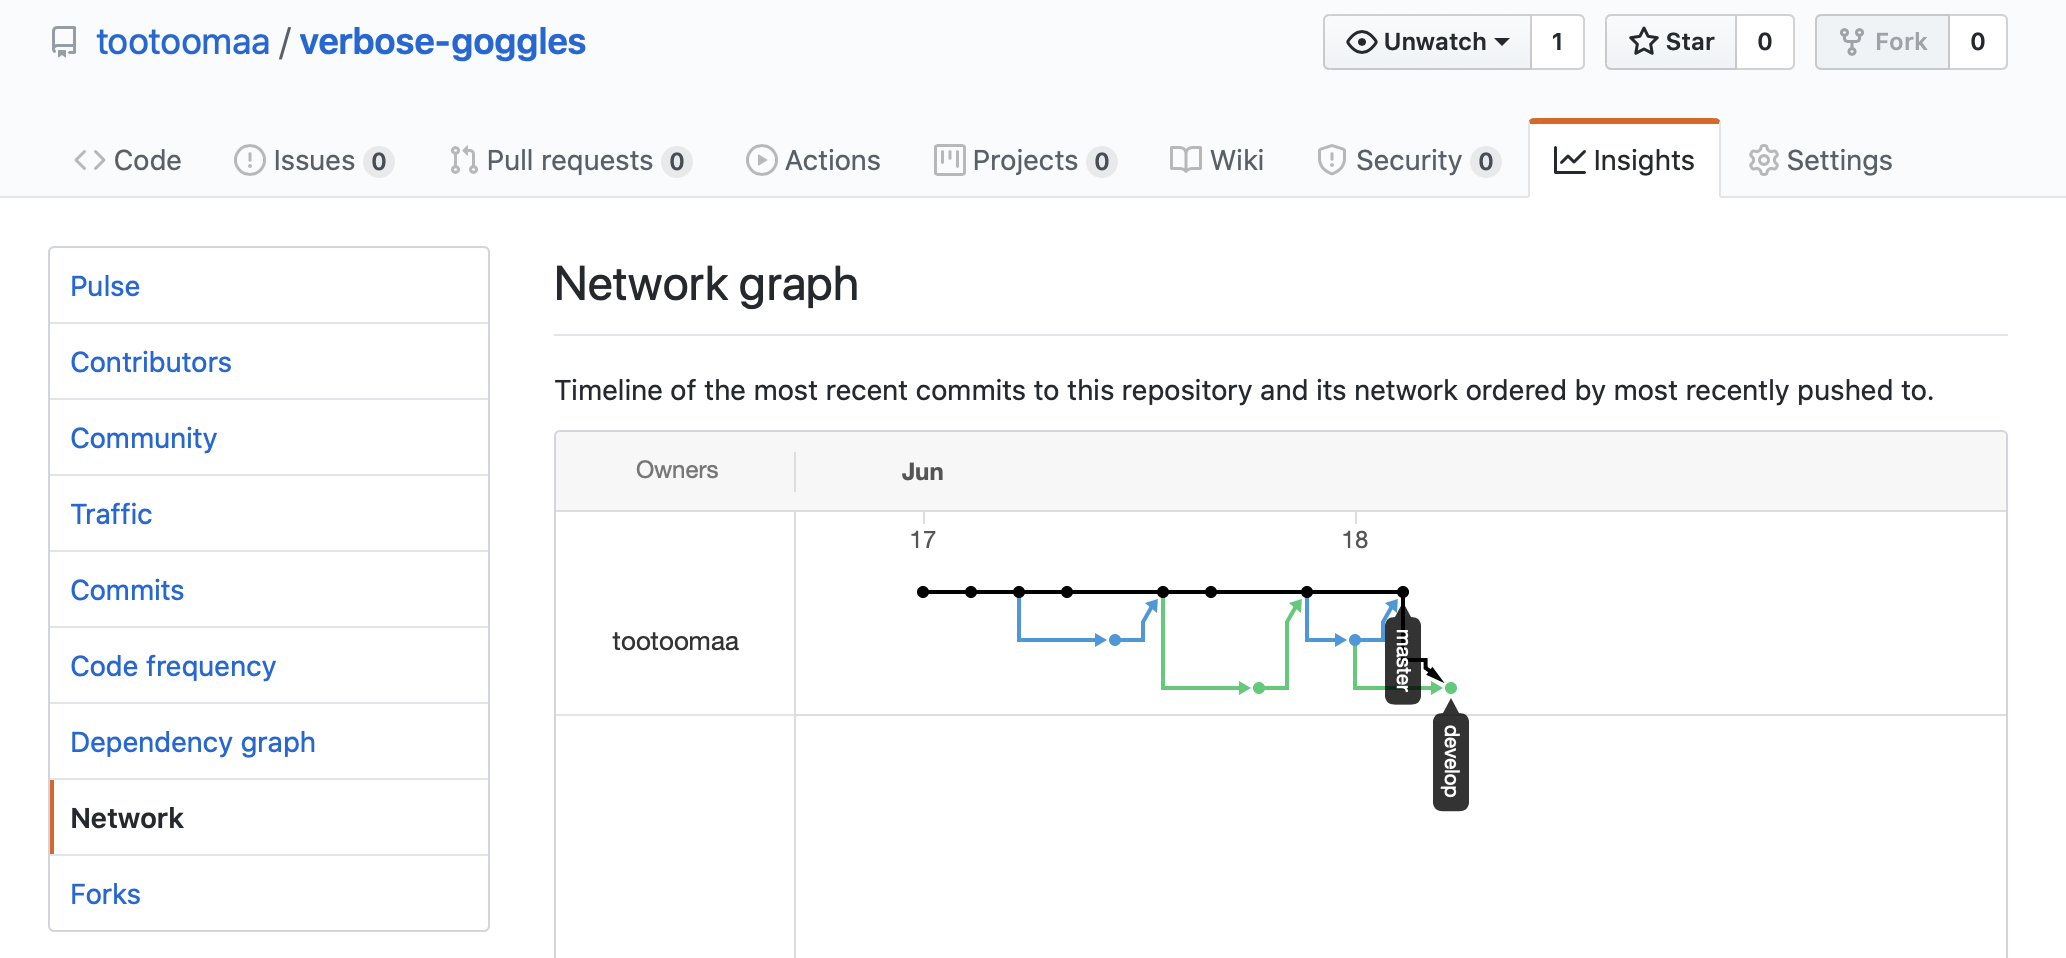 tootoomaa / verbose-goggles
Unwatch 1 Star 0 Fork 0
Code Issues 0 Pull requests 0 Actions Projects 0 Wiki Security 0 Insights Settings
Pulse
Contributors
Community
Traffic
Commits
Code frequency
Dependency graph
Network
Forks
Network graph
Timeline of the most recent commits to this repository and its network ordered by most recently pushed to.
Owners Jun
17 18
tootoomaa
master
develop